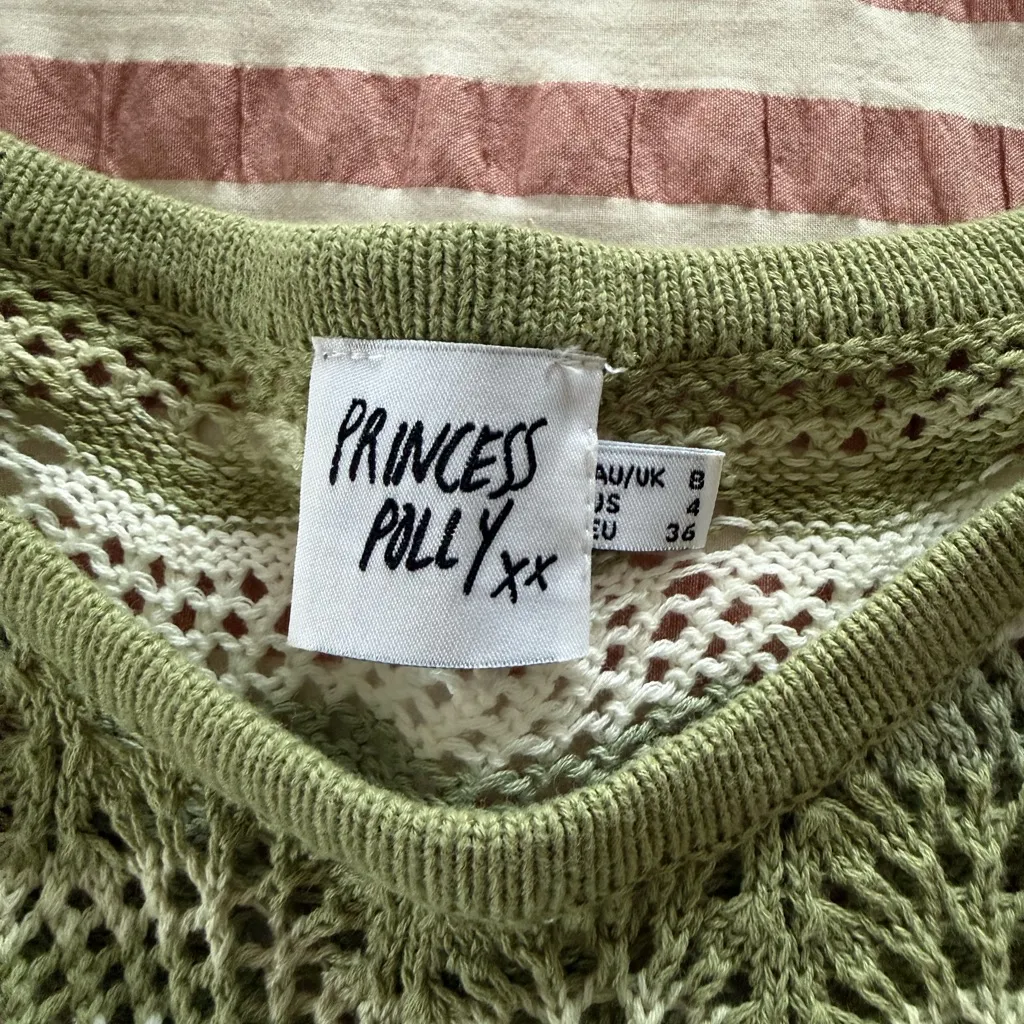 PRINCESS
POLLY xx
AU/UK 8
US 4
EU 36